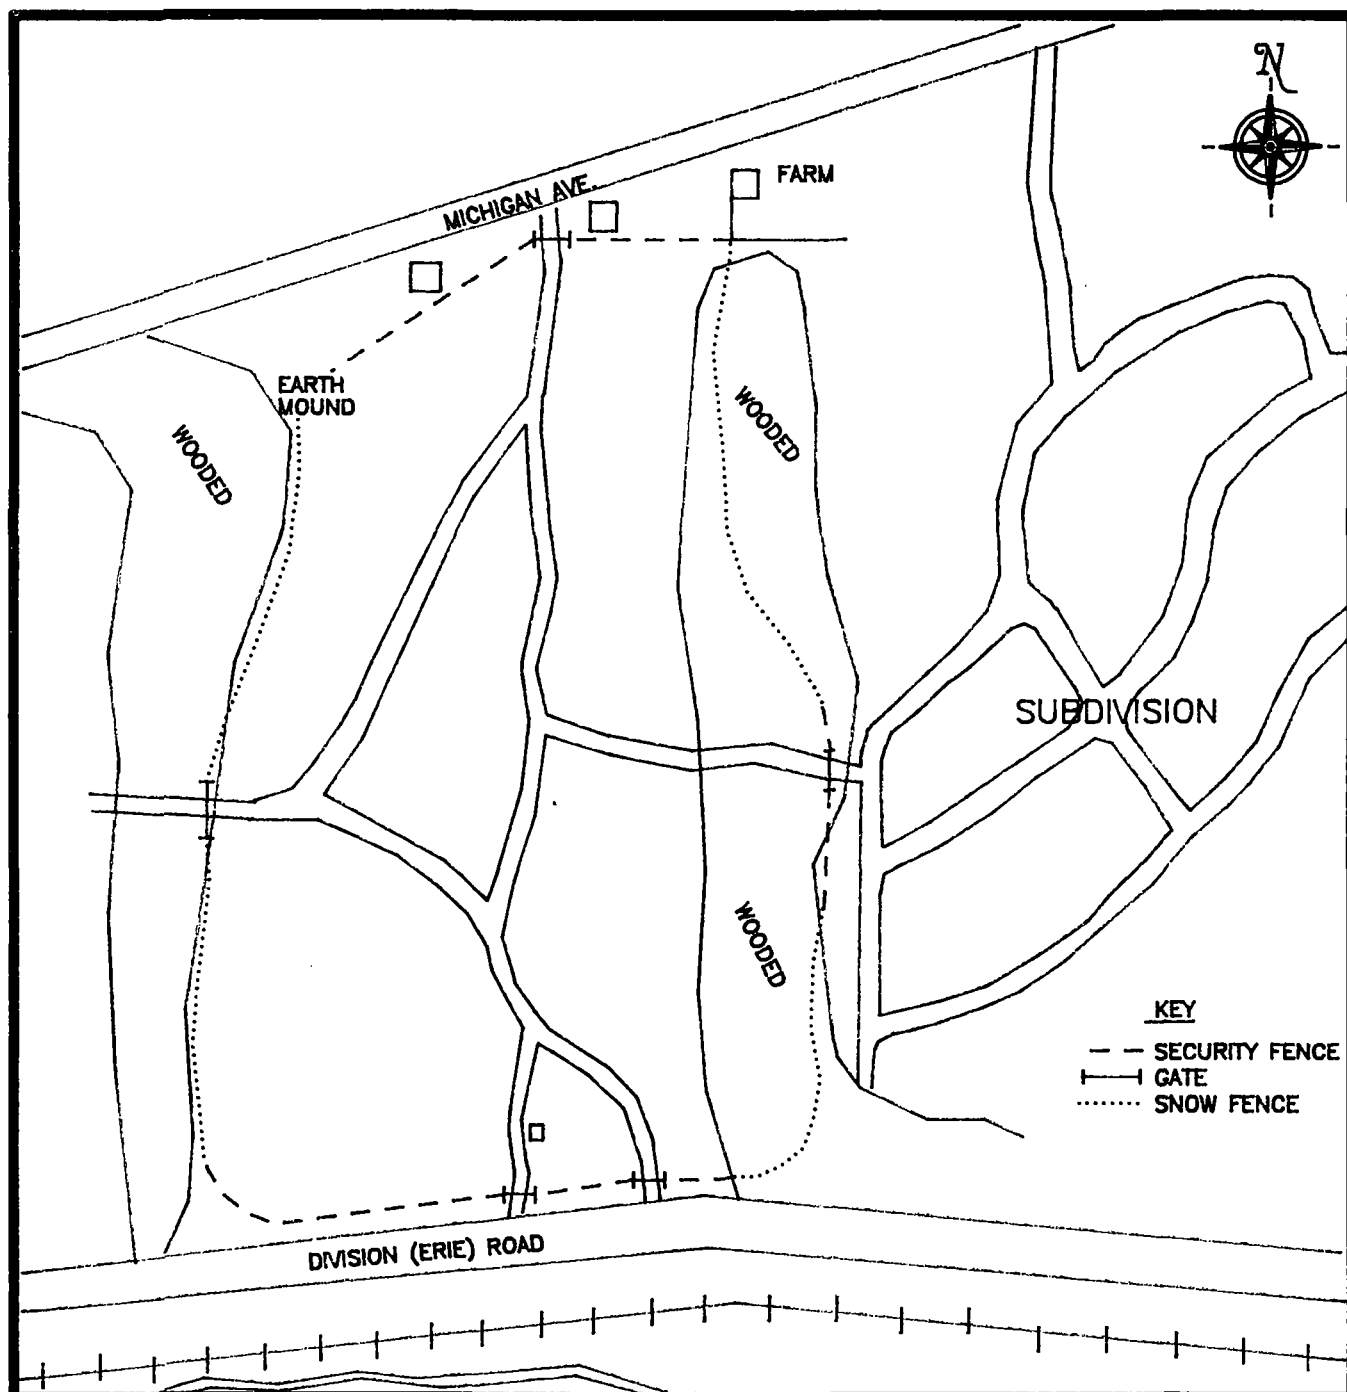 N
FARM
MICHIGAN AVE.
EARTH
MOUND
WOODED
WOODED
SUBDIVISION
WOODED
KEY
SECURITY FENCE
GATE
SNOW FENCE
DIVISION (ERIE) ROAD